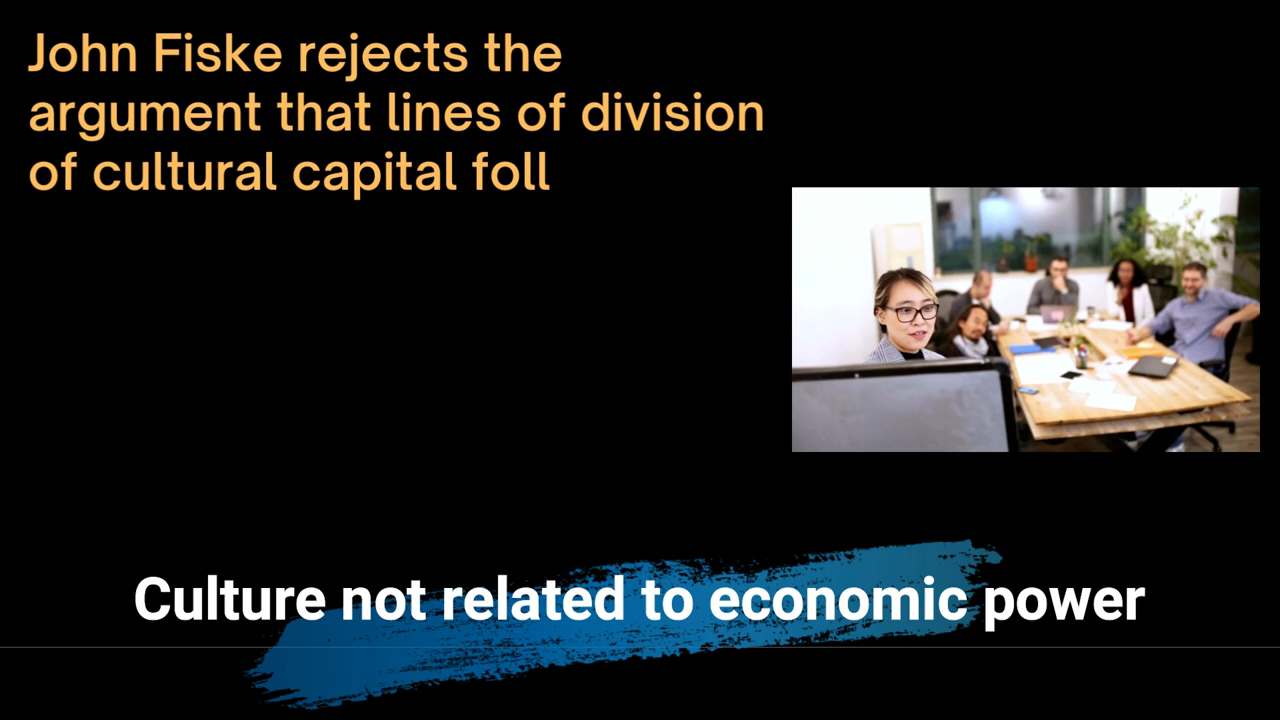 John Fiske rejects the
argument that lines of division
of cultural capital foll
Culture not related to economic power